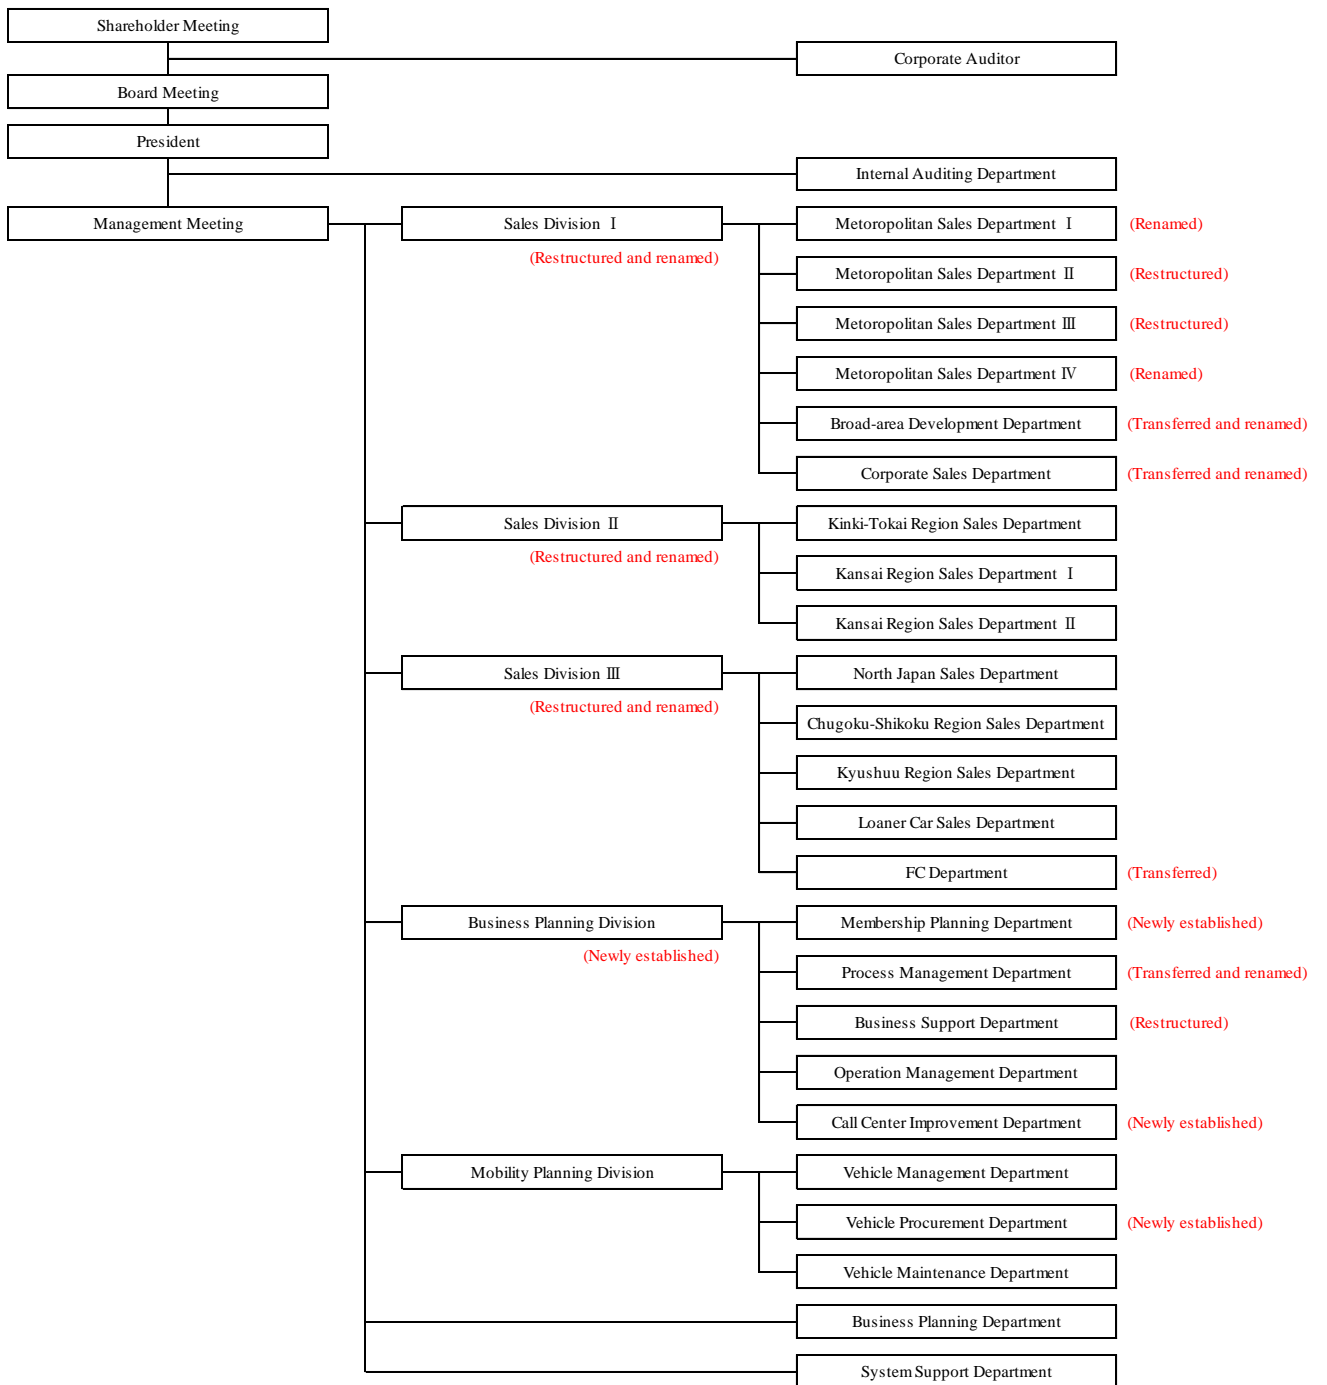 Shareholder Meeting
Corporate Auditor
Board Meeting
President
Internal Auditing Department
Management Meeting
Sales Division Ⅰ
(Restructured and renamed)
Metoropolitan Sales Department Ⅰ
(Renamed)
Metoropolitan Sales Department Ⅱ
(Restructured)
Metoropolitan Sales Department Ⅲ
(Restructured)
Metoropolitan Sales Department Ⅳ
(Renamed)
Broad-area Development Department
(Transferred and renamed)
Corporate Sales Department
(Transferred and renamed)
Sales Division Ⅱ
(Restructured and renamed)
Kinki-Tokai Region Sales Department
Kansai Region Sales Department Ⅰ
Kansai Region Sales Department Ⅱ
Sales Division Ⅲ
(Restructured and renamed)
North Japan Sales Department
Chugoku-Shikoku Region Sales Department
Kyushuu Region Sales Department
Loaner Car Sales Department
FC Department
(Transferred)
Business Planning Division
(Newly established)
Membership Planning Department
(Newly established)
Process Management Department
(Transferred and renamed)
Business Support Department
(Restructured)
Operation Management Department
Call Center Improvement Department
(Newly established)
Mobility Planning Division
Vehicle Management Department
Vehicle Procurement Department
(Newly established)
Vehicle Maintenance Department
Business Planning Department
System Support Department